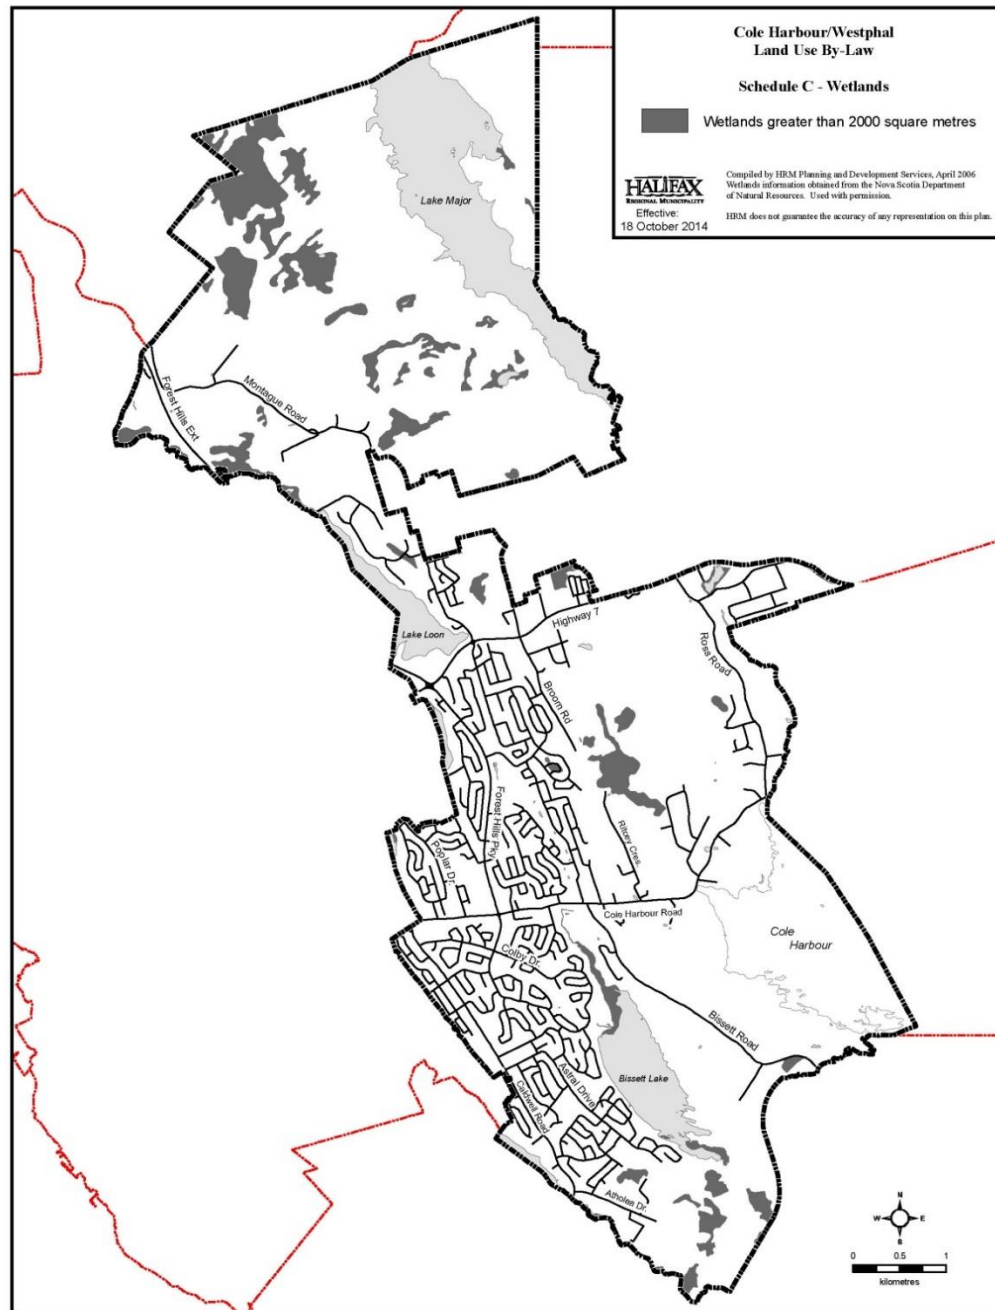 Cole Harbour/Westphal
Land Use By-Law
Schedule C - Wetlands
Wetlands greater than 2000 square metres
HALIFAX
REGIONAL MUNICIPALITY
Effective:
18 October 2014
Compiled by HRM Planning and Development Services, April 2006
Wetlands information obtained from the Nova Scotia Department
of Natural Resources. Used with permission.
HRM does not guarantee the accuracy of any representation on this plan.
Lake Major
Forest Hills Ext
Montague Road
Lake Loon
Highway 7
Ross Road
Broom Rd
Forest Hills Pky
Ritcey Cres.
Poplar Dr.
Cole Harbour Road
Cole
Harbour
Colby Dr.
Bissett Road
Bissett Lake
Astral Drive
Caldwell Road
Atholea Dr.
N
W E
S
0 0.5 1
kilometres